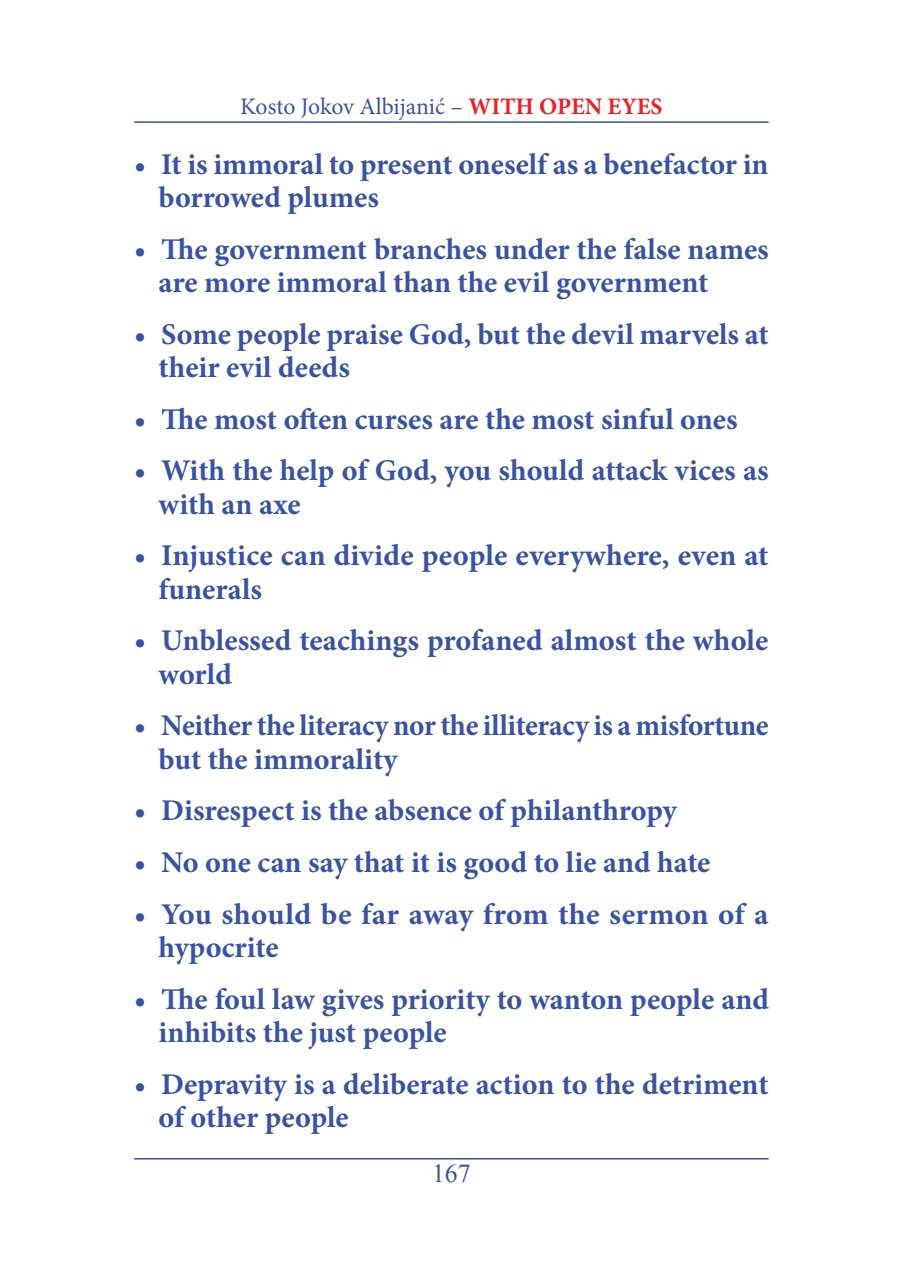 Kosto Jokov Albijanić – WITH OPEN EYES
• It is immoral to present oneself as a benefactor in
borrowed plumes
• The government branches under the false names
are more immoral than the evil government
• Some people praise God, but the devil marvels at
their evil deeds
• The most often curses are the most sinful ones
• With the help of God, you should attack vices as
with an axe
• Injustice can divide people everywhere, even at
funerals
• Unblessed teachings profaned almost the whole
world
• Neither the literacy nor the illiteracy is a misfortune
but the immorality
• Disrespect is the absence of philanthropy
• No one can say that it is good to lie and hate
• You should be far away from the sermon of a
hypocrite
• The foul law gives priority to wanton people and
inhibits the just people
• Depravity is a deliberate action to the detriment
of other people
167